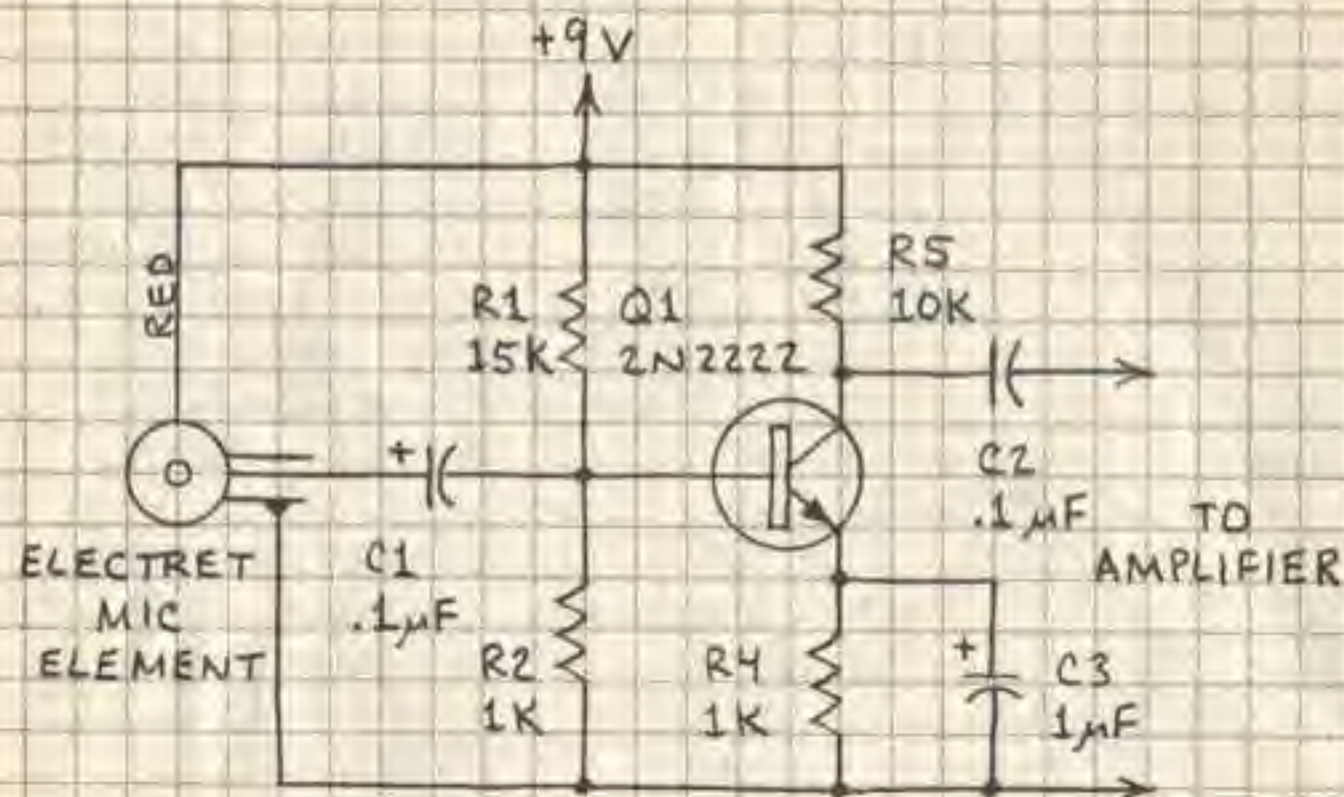 +9V
RED
R1
15K
Q1
2N2222
R5
10K
+
C1
.1µF
ELECTRET
MIC
ELEMENT
C2
.1µF
TO
AMPLIFIER
R2
1K
R4
1K
+
C3
1µF